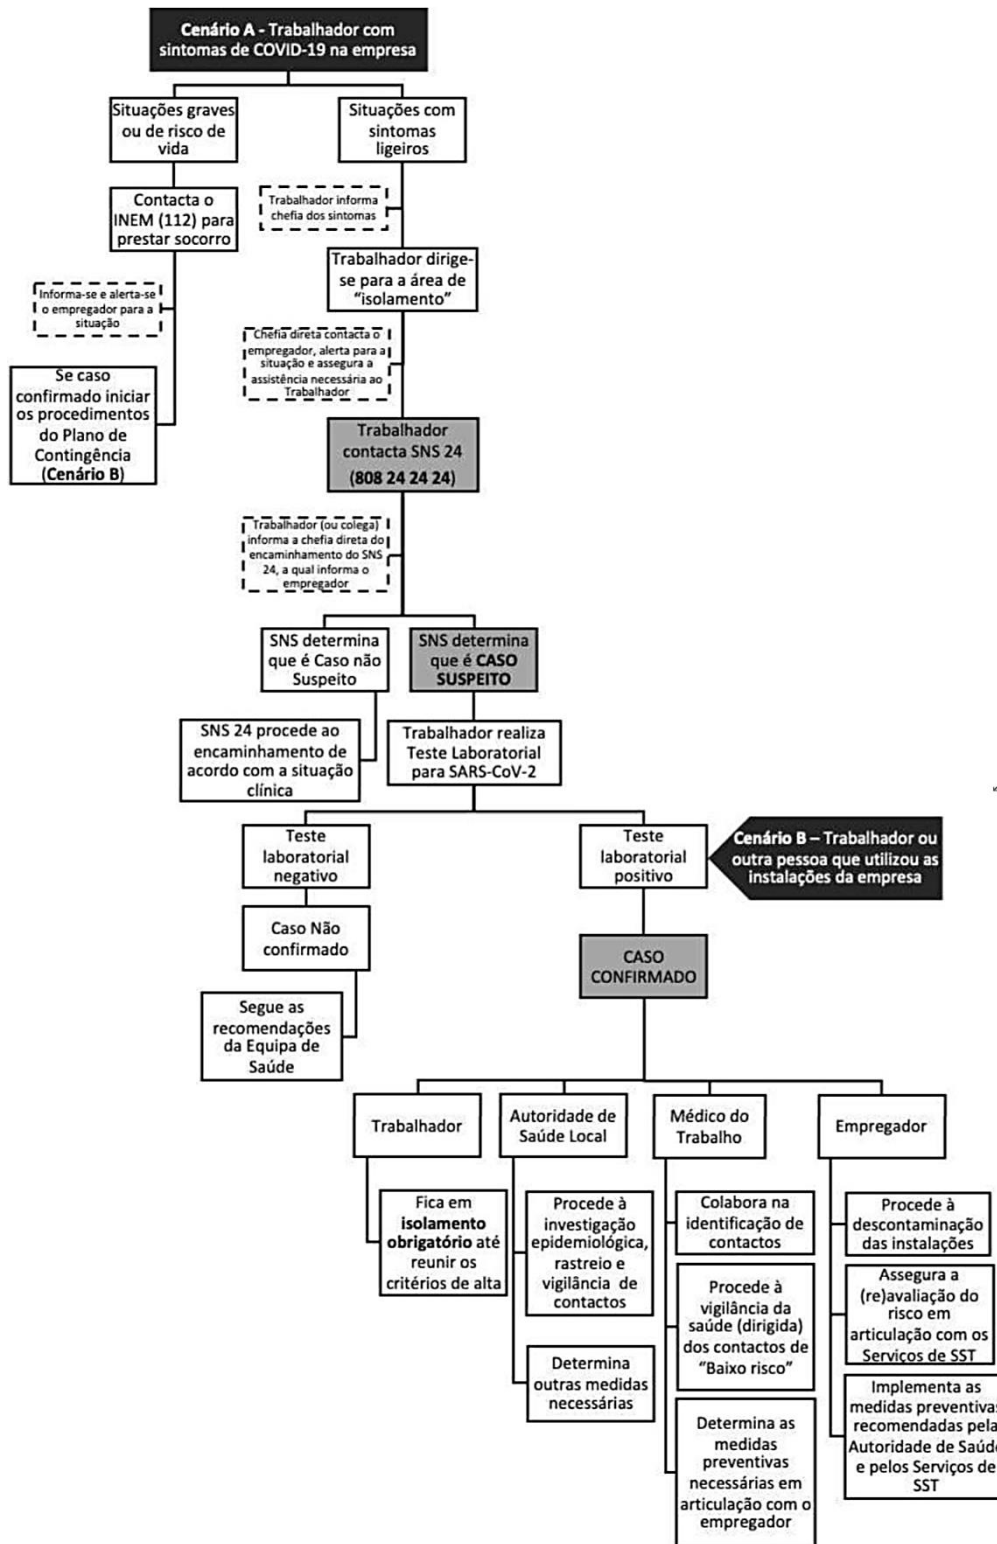 Cenário A - Trabalhador com
sintomas de COVID-19 na empresa
Situações graves
ou de risco de
vida
Situações com
sintomas
ligeiros
Contacta o
INEM (112) para
prestar socorro
Trabalhador informa
chefia dos sintomas
Trabalhador dirige-
se para a área de
“isolamento”
Informa-se e alerta-se
o empregador para a
situação
Chefia direta contacta o
empregador, alerta para a
situação e assegura a
assistência necessária ao
Trabalhador
Se caso
confirmado iniciar
os procedimentos
do Plano de
Contingência
(Cenário B)
Trabalhador
contacta SNS 24
(808 24 24 24)
Trabalhador (ou colega)
informa a chefia direta do
encaminhamento do SNS
24, a qual informa o
empregador
SNS determina
que é Caso não
Suspeito
SNS determina
que é CASO
SUSPEITO
SNS 24 procede ao
encaminhamento de
acordo com a situação
clínica
Trabalhador realiza
Teste Laboratorial
para SARS-CoV-2
Teste
laboratorial
negativo
Teste
laboratorial
positivo
Cenário B – Trabalhador ou
outra pessoa que utilizou as
instalações da empresa
Caso Não
confirmado
CASO
CONFIRMADO
Segue as
recomendações
da Equipa de
Saúde
Trabalhador
Autoridade de
Saúde Local
Médico do
Trabalho
Empregador
Fica em
isolamento
obrigatório até
reunir os
critérios de alta
Procede à
investigação
epidemiológica,
rastreio e
vigilância de
contactos
Determina
outras medidas
necessárias
Colabora na
identificação de
contactos
Procede à
vigilância da
saúde (dirigida)
dos contactos de
“Baixo risco”
Determina as
medidas
preventivas
necessárias em
articulação com o
empregador
Procede à
descontaminação
das instalações
Assegura a
(re)avaliação do
risco em
articulação com os
Serviços de SST
Implementa as
medidas preventivas
recomendadas pela
Autoridade de Saúde
e pelos Serviços de
SST